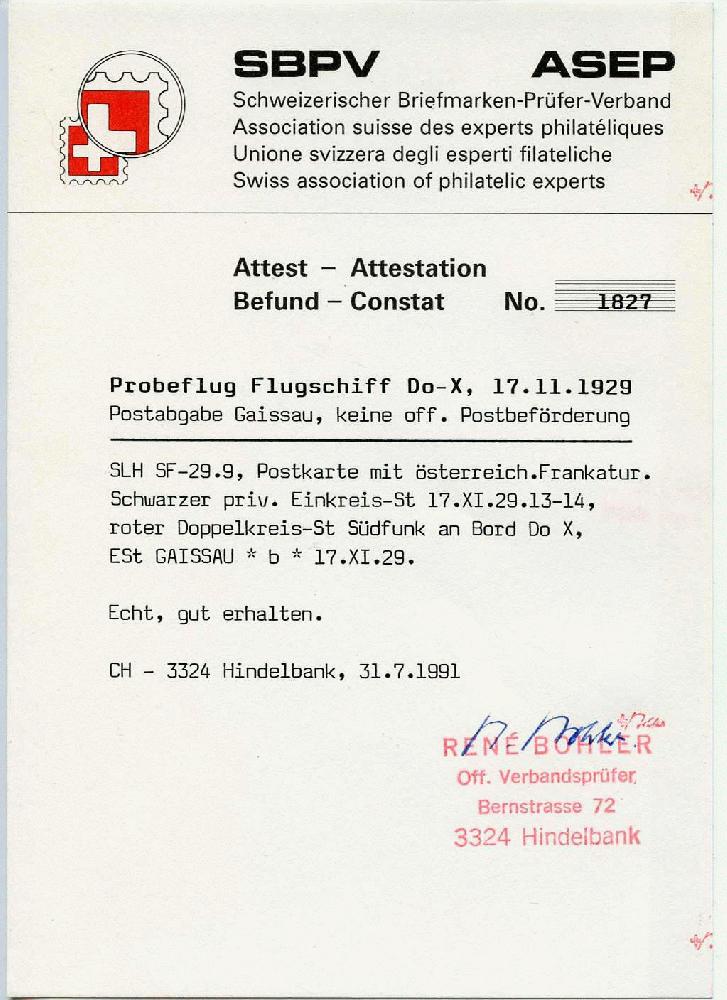 SBPV ASEP
Schweizerischer Briefmarken-Prüfer-Verband
Association suisse des experts philatéliques
Unione svizzera degli esperti filateliche
Swiss association of philatelic experts
Attest – Attestation
Befund – Constat No. 1827
Probeflug Flugschiff Do-X, 17.11.1929
Postabgabe Gaissau, keine off. Postbeförderung
SLH SF-29.9, Postkarte mit österreich.Frankatur.
Schwarzer priv. Einkreis-St 17.XI.29.13-14,
roter Doppelkreis-St Südfunk an Bord Do X,
ESt GAISSAU * b * 17.XI.29.
Echt, gut erhalten.
CH - 3324 Hindelbank, 31.7.1991
RENÉ BOHLER
Off. Verbandsprüfer
Bernstrasse 72
3324 Hindelbank